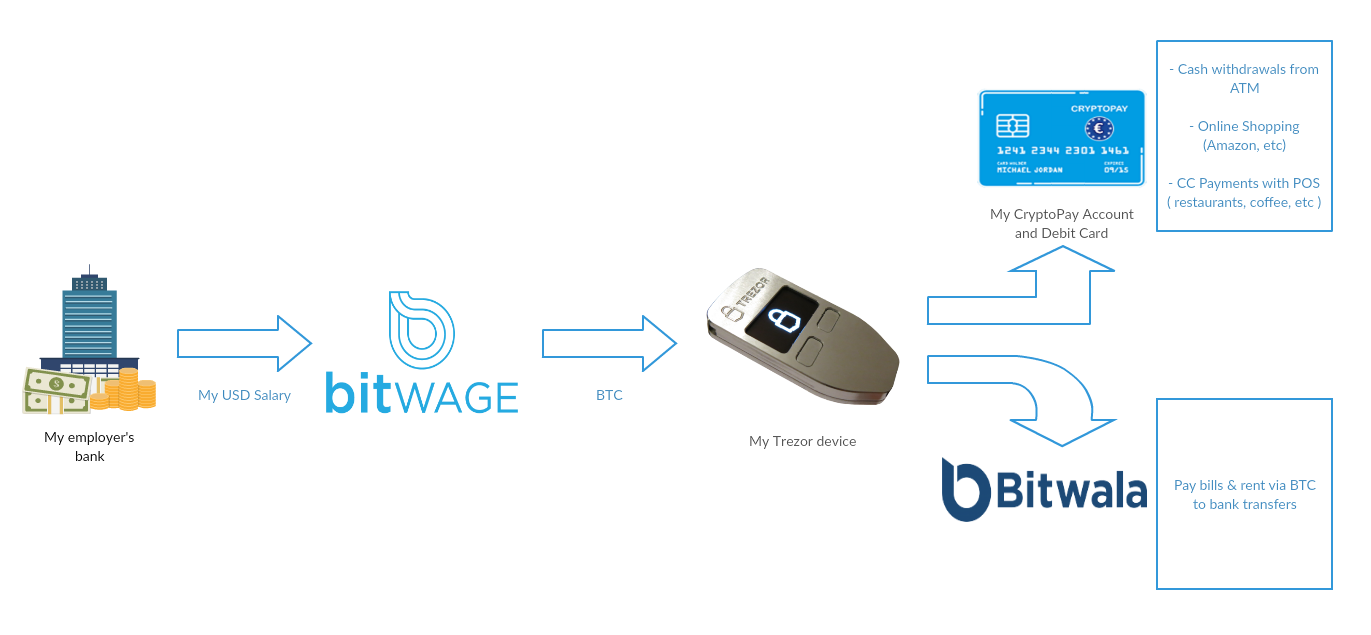 My employer's
bank
My USD Salary
bitWAGE
BTC
TREZOR
My Trezor device
CRYPTOPAY
€
1241 2344 2301 1461
CARD HOLDER
EXPIRES
MICHAEL JORDAN
09/15
My CryptoPay Account
and Debit Card
- Cash withdrawals from
ATM
- Online Shopping
(Amazon, etc)
- CC Payments with POS
( restaurants, coffee, etc )
Bitwala
Pay bills & rent via BTC
to bank transfers